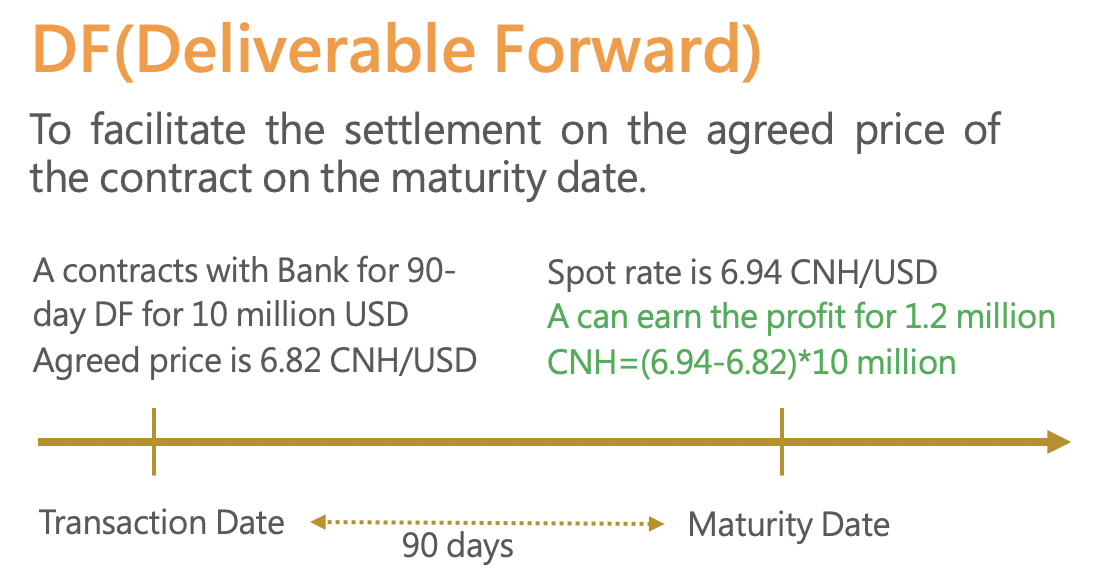 DF(Deliverable Forward)
To facilitate the settlement on the agreed price of
the contract on the maturity date.
A contracts with Bank for 90-
day DF for 10 million USD
Agreed price is 6.82 CNH/USD
Spot rate is 6.94 CNH/USD
A can earn the profit for 1.2 million
CNH=(6.94-6.82)*10 million
Transaction Date
90 days
Maturity Date